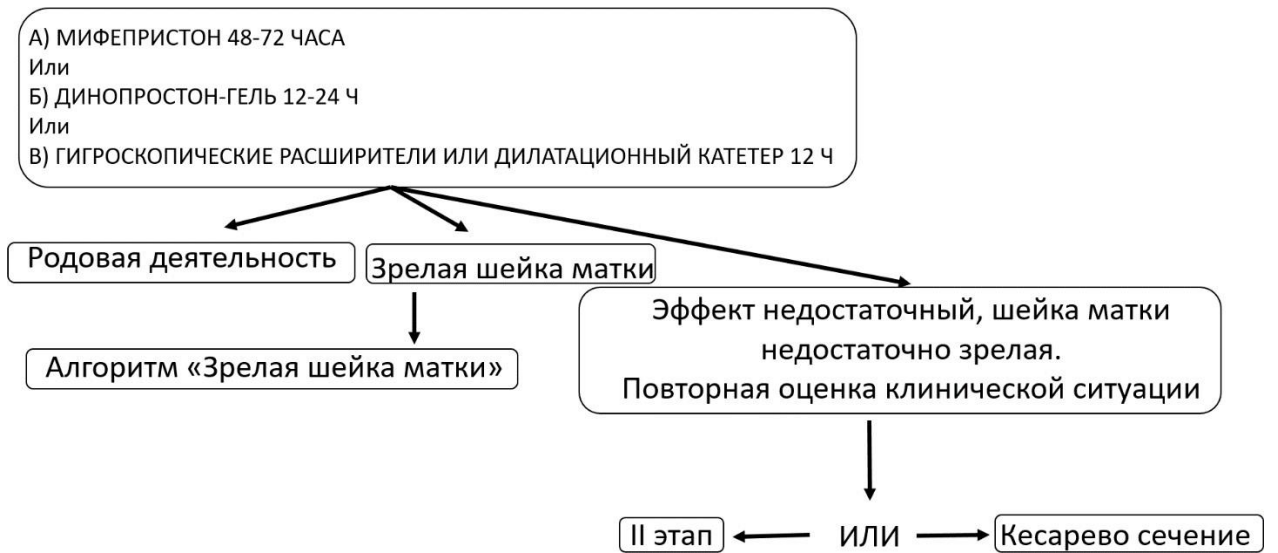 А) МИФЕПРИСТОН 48-72 ЧАСА
Или
Б) ДИНОПРОСТОН-ГЕЛЬ 12-24 Ч
Или
В) ГИГРОСКОПИЧЕСКИЕ РАСШИРИТЕЛИ ИЛИ ДИЛАТАЦИОННЫЙ КАТЕТЕР 12 Ч
Родовая деятельность
Зрелая шейка матки
Алгоритм «Зрелая шейка матки»
Эффект недостаточный, шейка матки
недостаточно зрелая.
Повторная оценка клинической ситуации
II этап
ИЛИ
Кесарево сечение